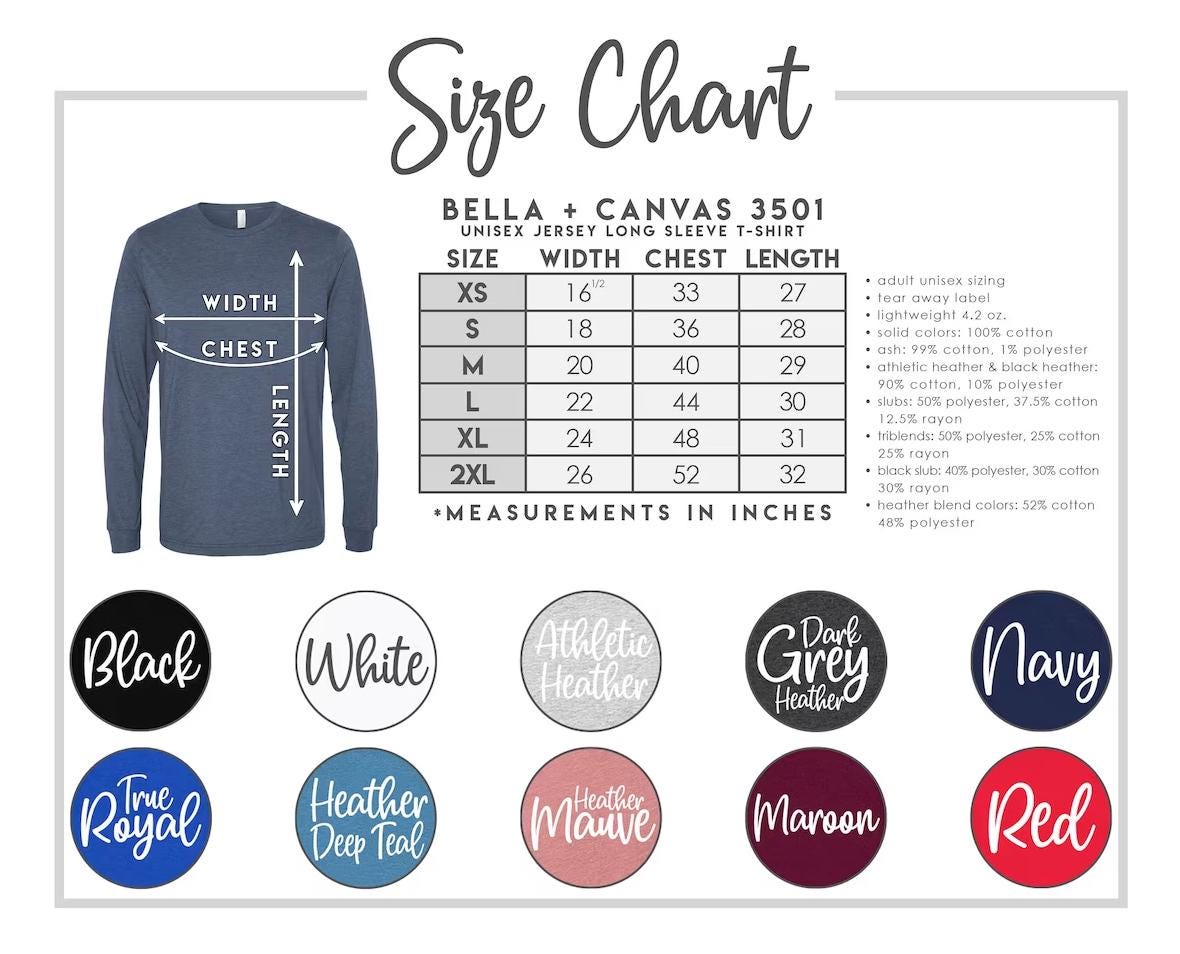 Size Chart
BELLA + CANVAS 3501
UNISEX JERSEY LONG SLEEVE T-SHIRT
SIZE WIDTH CHEST LENGTH
XS 16 1/2 33 27
S 18 36 28
M 20 40 29
L 22 44 30
XL 24 48 31
2XL 26 52 32
*MEASUREMENTS IN INCHES
WIDTH
CHEST
LENGTH
• adult unisex sizing
• tear away label
• lightweight 4.2 oz.
• solid colors: 100% cotton
• ash: 99% cotton, 1% polyester
• athletic heather & black heather:
90% cotton, 10% polyester
• slubs: 50% polyester, 37.5% cotton
12.5% rayon
• triblends: 50% polyester, 25% cotton
25% rayon
• black slub: 40% polyester, 30% cotton
30% rayon
• heather blend colors: 52% cotton
48% polyester
Black
White
Athletic
Heather
Dark
Grey
Heather
Navy
True
Royal
Heather
Deep Teal
Heather
Mauve
Maroon
Red